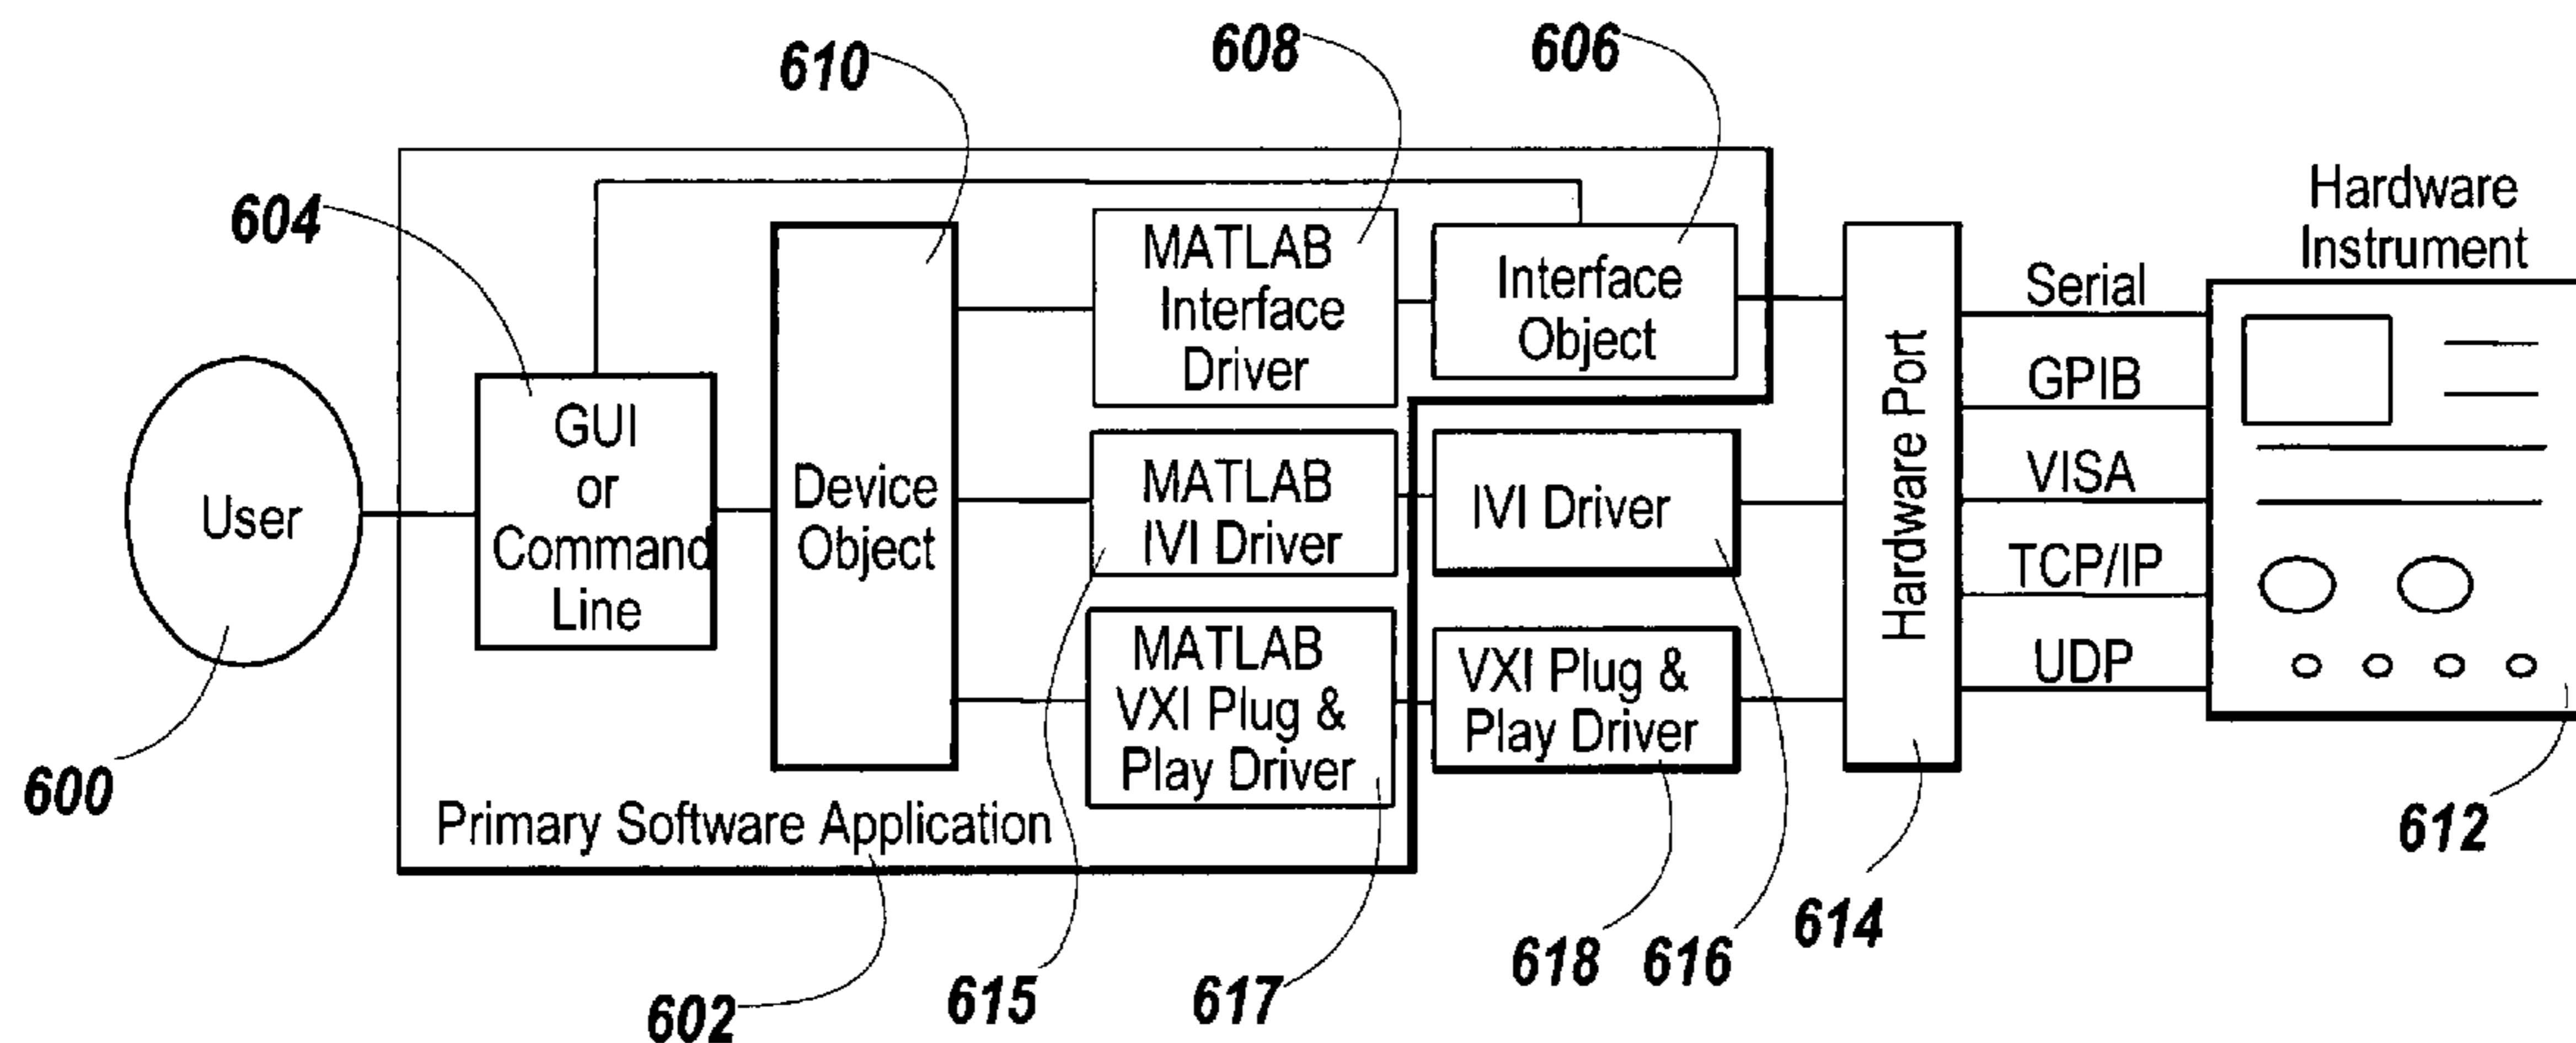 610
608
606
604
Hardware
Instrument
MATLAB
Interface
Driver
Interface
Object
Serial
GPIB
VISA
TCP/IP
UDP
Hardware Port
User
GUI
or
Command
Line
Device
Object
MATLAB
IVI Driver
IVI Driver
MATLAB
VXI Plug &
Play Driver
VXI Plug &
Play Driver
Primary Software Application
600
612
602
615
617
618
616
614